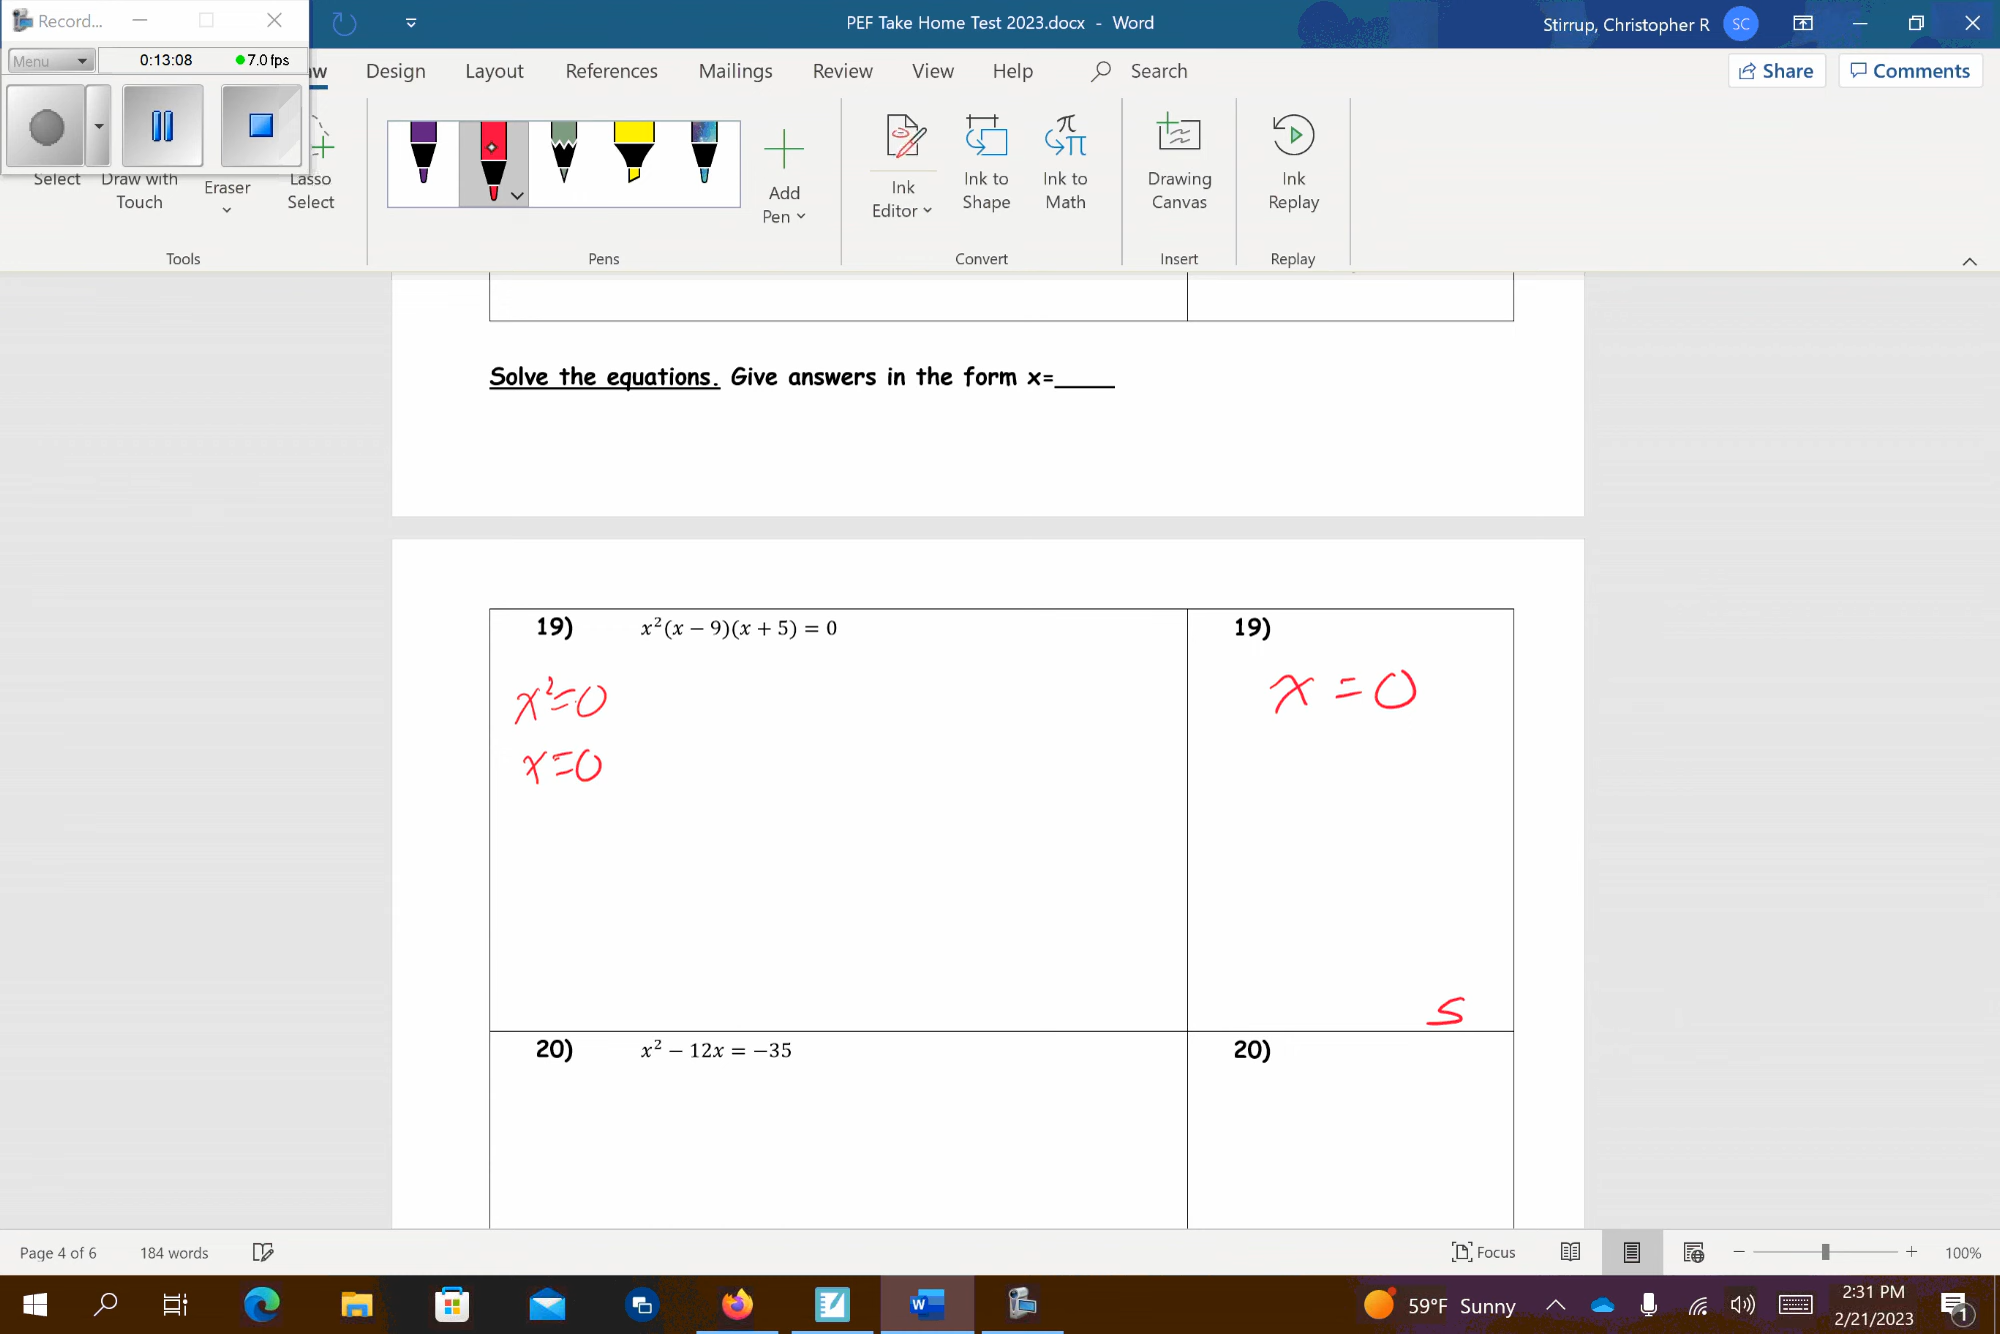 Record...
PEF Take Home Test 2023.docx - Word
Stirrup, Christopher R
SC
Menu
0:13:08
7.0 fps
Design
Layout
References
Mailings
Review
View
Help
Search
Share
Comments
Select
Draw with
Touch
Eraser
Lasso
Select
Tools
Add
Pen
Pens
Ink
Editor
Ink to
Shape
Ink to
Math
Convert
Drawing
Canvas
Insert
Ink
Replay
Replay
Solve the equations. Give answers in the form x=_____
19) x²(x − 9)(x + 5) = 0
19)
x²=0
x = 0
x=0
5
20) x² − 12x = −35
20)
Page 4 of 6
184 words
Focus
100%
59°F Sunny
2:31 PM
2/21/2023
1